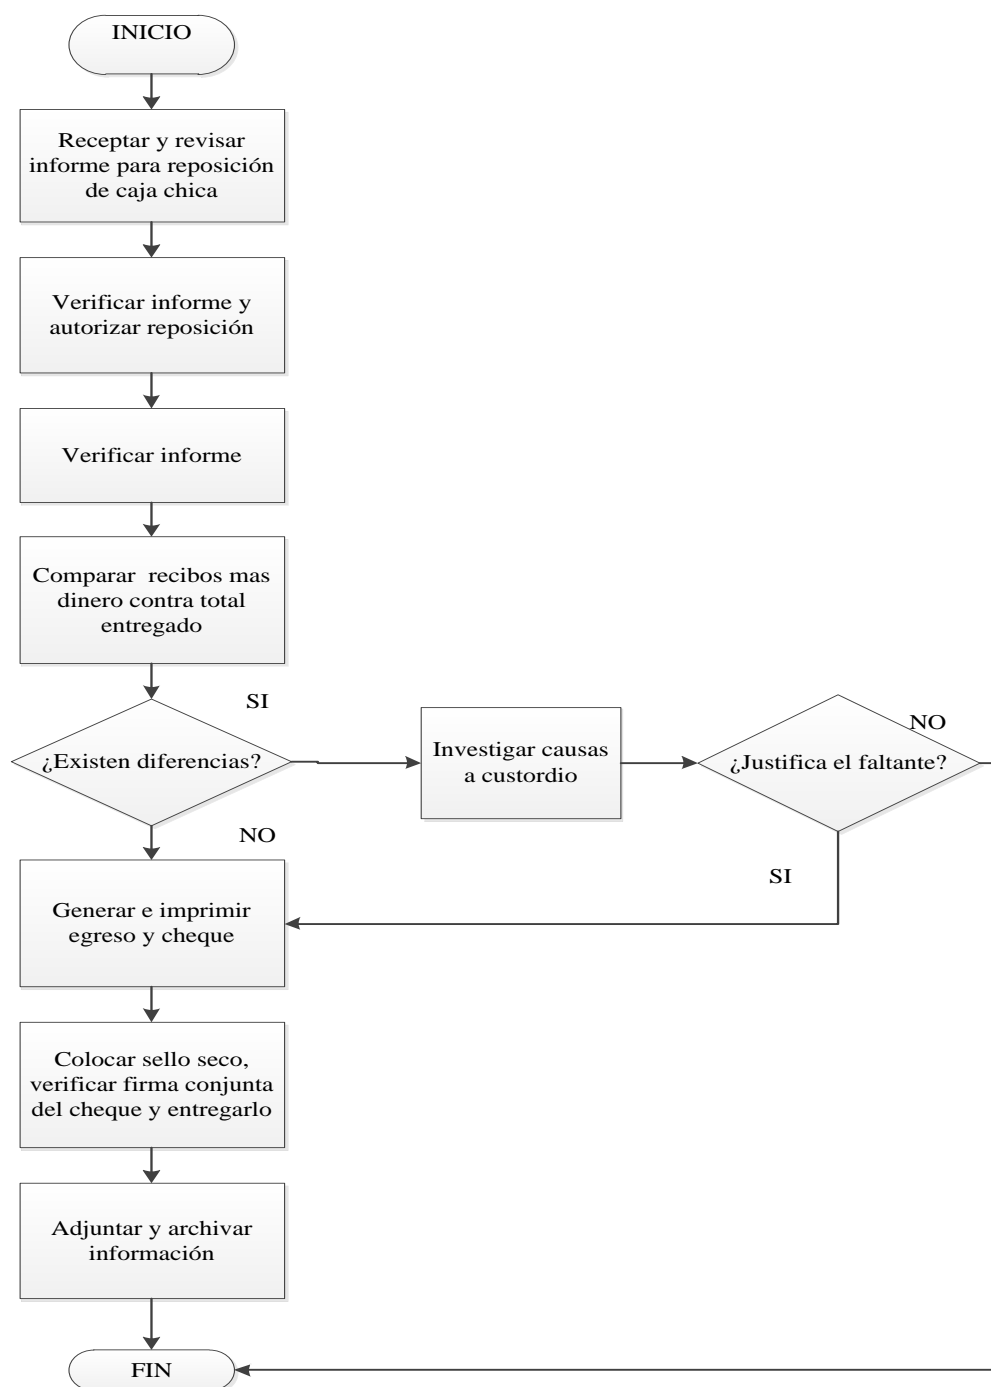 INICIO
Receptar y revisar
informe para reposición
de caja chica
Verificar informe y
autorizar reposición
Verificar informe
Comparar recibos mas
dinero contra total
entregado
SI
¿Existen diferencias?
Investigar causas
a custordio
NO
¿Justifica el faltante?
NO
SI
Generar e imprimir
egreso y cheque
Colocar sello seco,
verificar firma conjunta
del cheque y entregarlo
Adjuntar y archivar
información
FIN